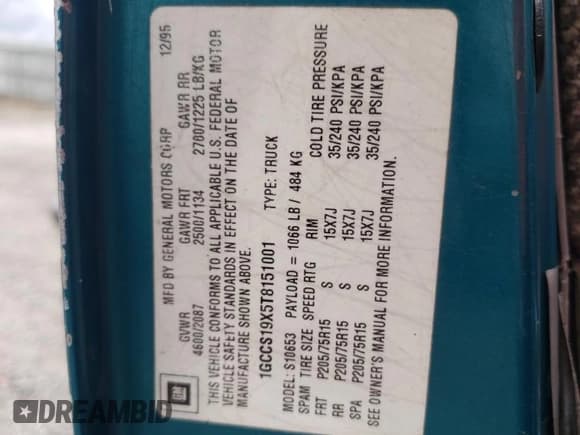 MFD BY GENERAL MOTORS CORP 12/95
GVWR GAWR FRT GAWR RR
4600/2087 2500/1134 2700/1225 LB/KG
THIS VEHICLE CONFORMS TO ALL APPLICABLE U.S. FEDERAL MOTOR
VEHICLE SAFETY STANDARDS IN EFFECT ON THE DATE OF
MANUFACTURE SHOWN ABOVE.
1GCCS19X5T8151001 TYPE: TRUCK
MODEL: S10653 PAYLOAD = 1066 LB / 484 KG
SPAM TIRE SIZE SPEED RTG RIM COLD TIRE PRESSURE
FRT P205/75R15 S 15X7J 35/240 PSI/KPA
RR P205/75R15 S 15X7J 35/240 PSI/KPA
SPA P205/75R15 S 15X7J 35/240 PSI/KPA
SEE OWNER'S MANUAL FOR MORE INFORMATION.
GM
DREAMBID